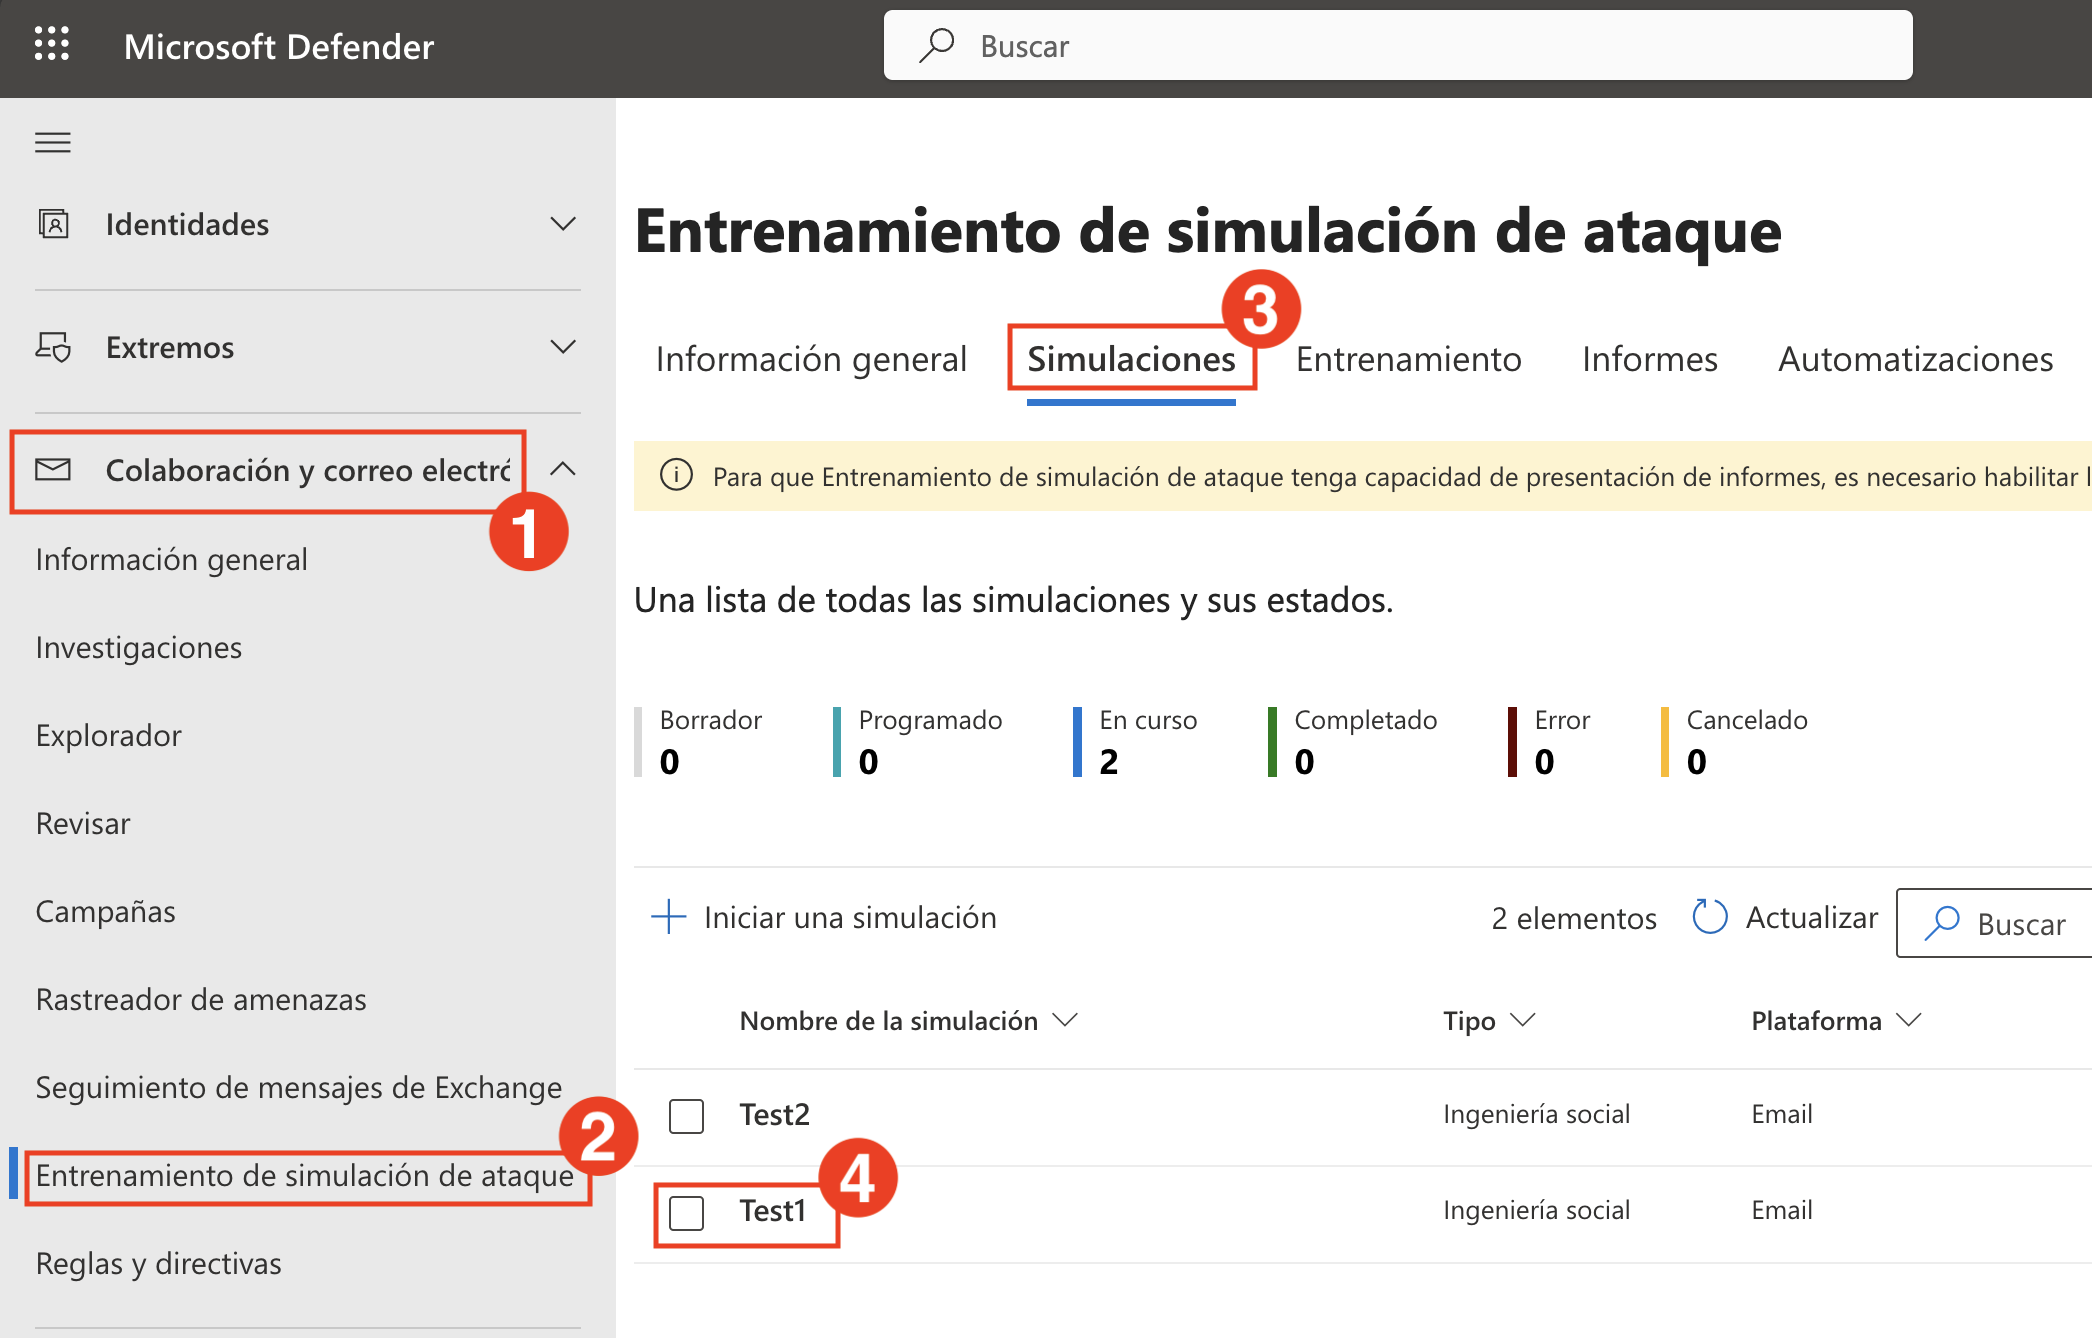 Microsoft Defender
Buscar
Identidades
Extremos
Colaboración y correo electró
1
Información general
Investigaciones
Explorador
Revisar
Campañas
Rastreador de amenazas
Seguimiento de mensajes de Exchange
2
Entrenamiento de simulación de ataque
Reglas y directivas
Entrenamiento de simulación de ataque
3
Información general Simulaciones Entrenamiento Informes Automatizaciones
Para que Entrenamiento de simulación de ataque tenga capacidad de presentación de informes, es necesario habilitar l
Una lista de todas las simulaciones y sus estados.
Borrador Programado En curso Completado Error Cancelado
0 0 2 0 0 0
Iniciar una simulación 2 elementos Actualizar Buscar
Nombre de la simulación Tipo Plataforma
Test2 Ingeniería social Email
4
Test1 Ingeniería social Email